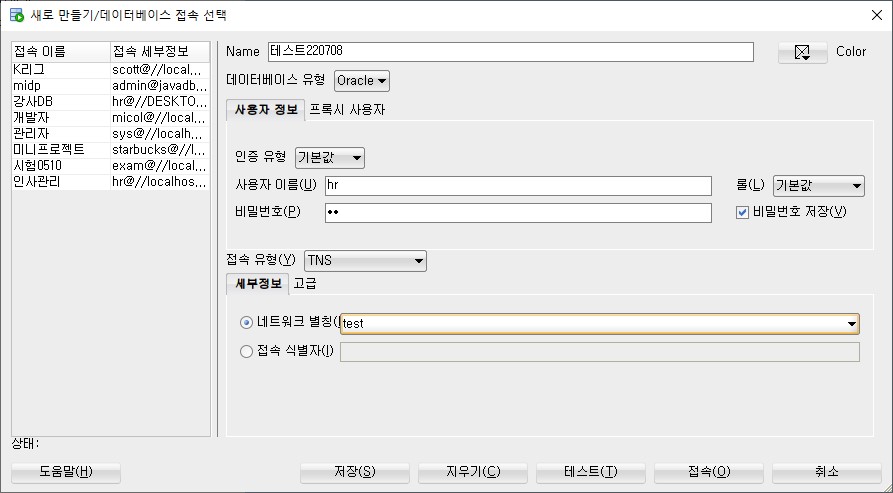 새로 만들기/데이터베이스 접속 선택
접속 이름 접속 세부정보
K리그 scott@//local...
midp admin@javadb...
강사DB hr@//DESKTO...
개발자 micol@//local...
관리자 sys@//localh...
미니프로젝트 starbucks@//l...
시험0510 exam@//local...
인사관리 hr@//localhos...
Name 테스트220708 Color
데이터베이스 유형 Oracle
사용자 정보 프록시 사용자
인증 유형 기본값
사용자 이름(U) hr 롤(L) 기본값
비밀번호(P) •• 비밀번호 저장(V)
접속 유형(Y) TNS
세부정보 고급
네트워크 별칭( test
접속 식별자(I)
상태:
도움말(H) 저장(S) 지우기(C) 테스트(T) 접속(O) 취소